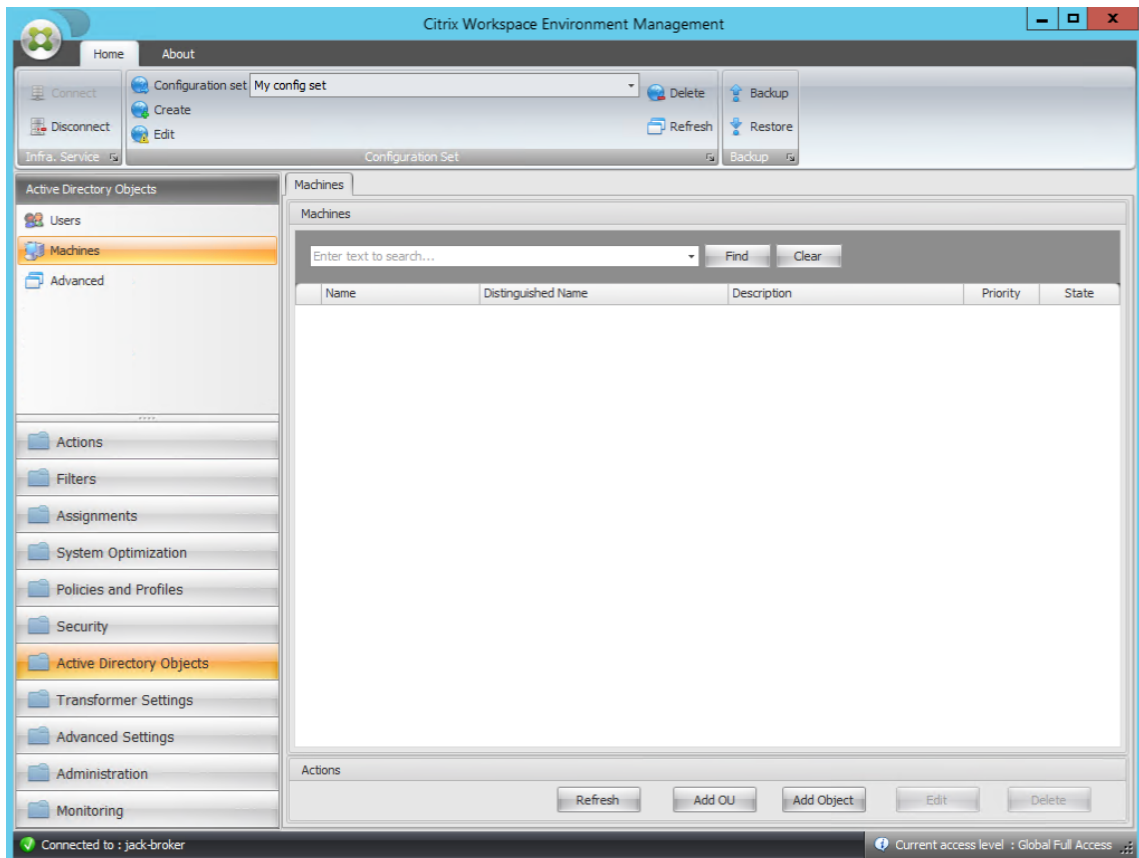 Citrix Workspace Environment Management
Home About
Connect
Disconnect
Infra. Service
Configuration set My config set
Create
Edit
Delete
Refresh
Configuration Set
Backup
Restore
Backup
Active Directory Objects
Users
Machines
Advanced
Actions
Filters
Assignments
System Optimization
Policies and Profiles
Security
Active Directory Objects
Transformer Settings
Advanced Settings
Administration
Monitoring
Machines
Machines
Enter text to search... Find Clear
Name Distinguished Name Description Priority State
Actions
Refresh Add OU Add Object Edit Delete
Connected to : jack-broker
Current access level : Global Full Access